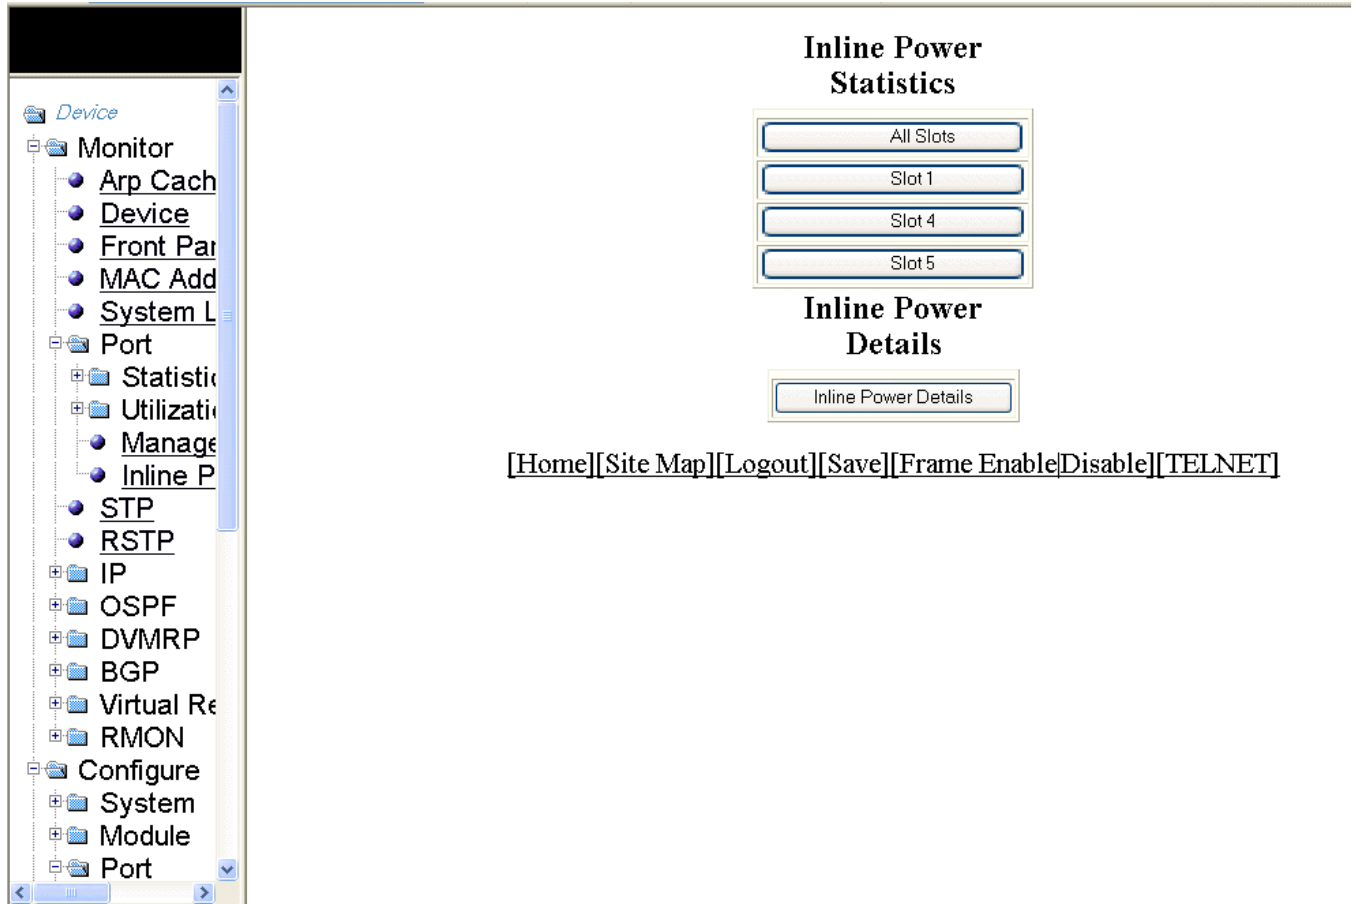 Device
Monitor
Arp Cach
Device
Front Par
MAC Add
System L
Port
Statistic
Utilizati
Manage
Inline P
STP
RSTP
IP
OSPF
DVMRP
BGP
Virtual Re
RMON
Configure
System
Module
Port
Inline Power
Statistics
All Slots
Slot 1
Slot 4
Slot 5
Inline Power
Details
Inline Power Details
[Home][Site Map][Logout][Save][Frame Enable|Disable][TELNET]